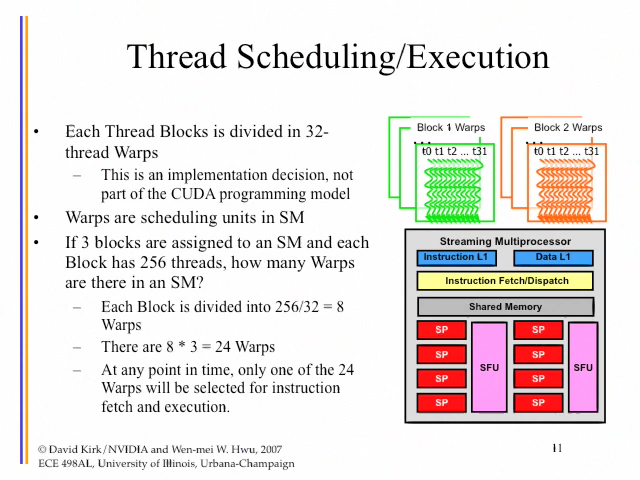 Thread Scheduling/Execution
• Each Thread Blocks is divided in 32-
thread Warps
– This is an implementation decision, not
part of the CUDA programming model
• Warps are scheduling units in SM
• If 3 blocks are assigned to an SM and each
Block has 256 threads, how many Warps
are there in an SM?
– Each Block is divided into 256/32 = 8
Warps
– There are 8 * 3 = 24 Warps
– At any point in time, only one of the 24
Warps will be selected for instruction
fetch and execution.
Block 1 Warps
t0 t1 t2 ... t31
Block 2 Warps
t0 t1 t2 ... t31
Streaming Multiprocessor
Instruction L1
Data L1
Instruction Fetch/Dispatch
Shared Memory
SP
SP
SP
SP
SFU
SP
SP
SP
SP
SFU
© David Kirk/NVIDIA and Wen-mei W. Hwu, 2007
ECE 498AL, University of Illinois, Urbana-Champaign
11